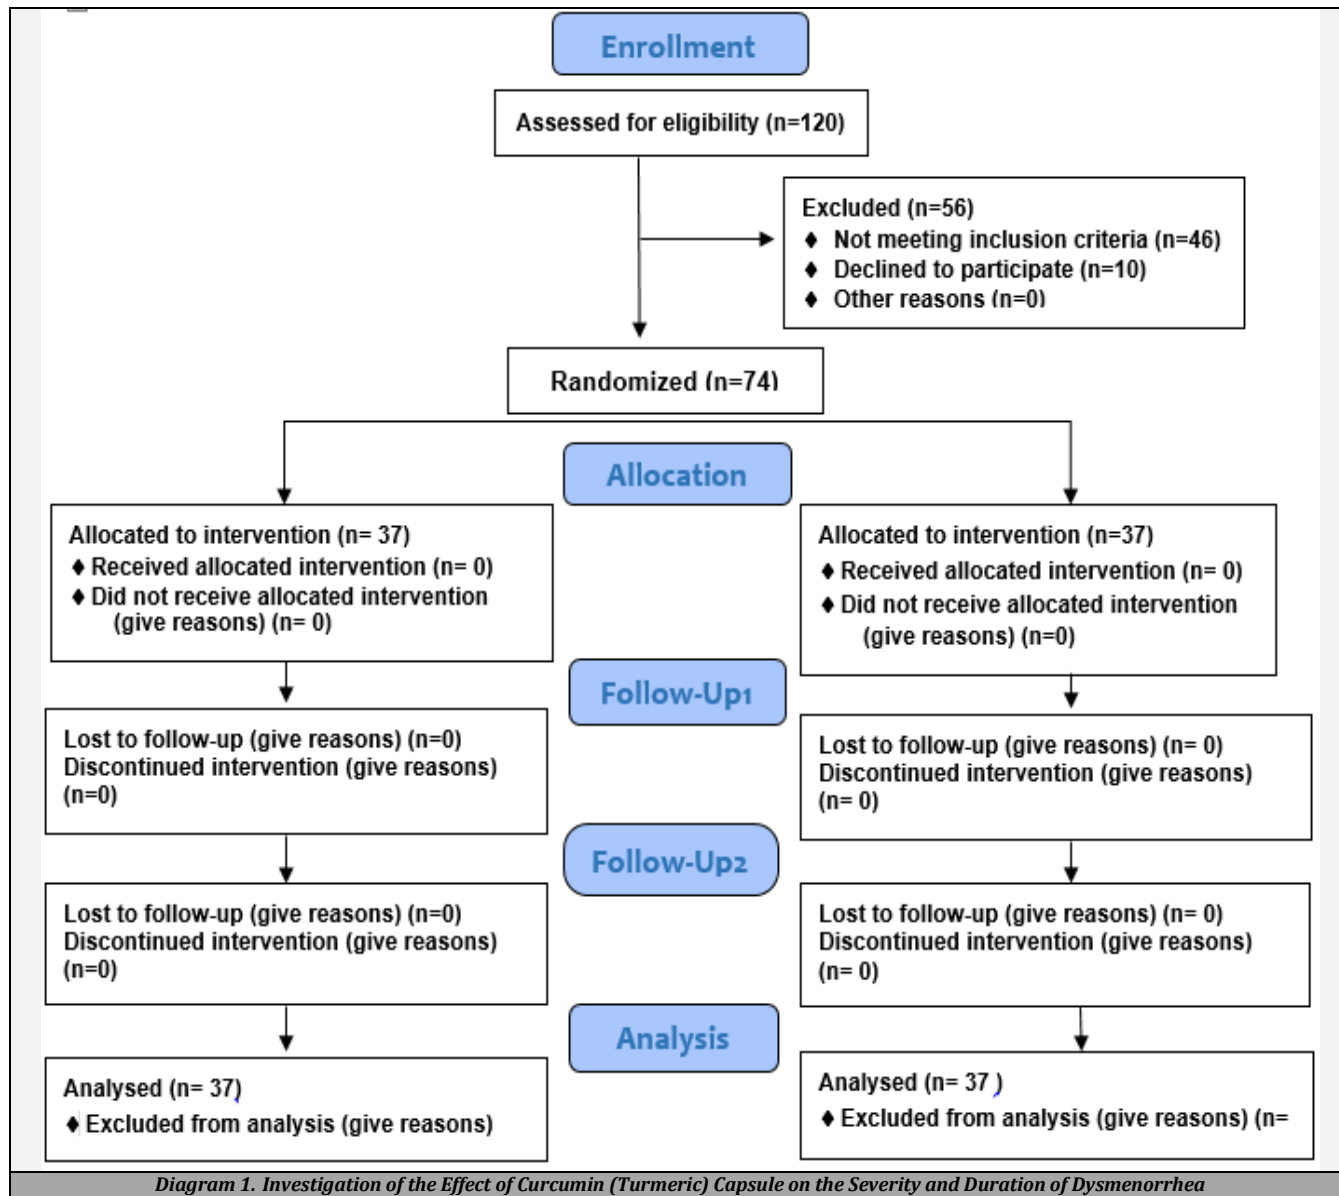 Enrollment
Assessed for eligibility (n=120)
Excluded (n=56)
♦ Not meeting inclusion criteria (n=46)
♦ Declined to participate (n=10)
♦ Other reasons (n=0)
Randomized (n=74)
Allocation
Allocated to intervention (n= 37)
♦ Received allocated intervention (n= 0)
♦ Did not receive allocated intervention
(give reasons) (n= 0)
Allocated to intervention (n=37)
♦ Received allocated intervention (n= 0)
♦ Did not receive allocated intervention
(give reasons) (n=0)
Follow-Up1
Lost to follow-up (give reasons) (n=0)
Discontinued intervention (give reasons)
(n=0)
Lost to follow-up (give reasons) (n= 0)
Discontinued intervention (give reasons)
(n= 0)
Follow-Up2
Lost to follow-up (give reasons) (n=0)
Discontinued intervention (give reasons)
(n=0)
Lost to follow-up (give reasons) (n= 0)
Discontinued intervention (give reasons)
(n= 0)
Analysis
Analysed (n= 37)
♦ Excluded from analysis (give reasons)
Analysed (n= 37 )
♦ Excluded from analysis (give reasons) (n=
Diagram 1. Investigation of the Effect of Curcumin (Turmeric) Capsule on the Severity and Duration of Dysmenorrhea